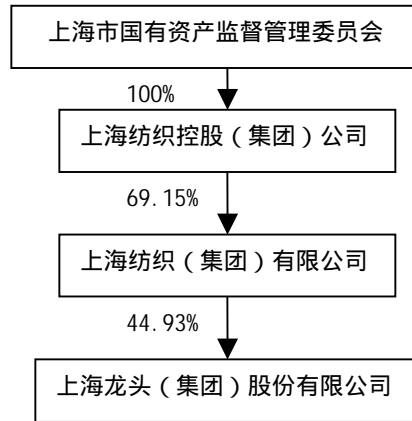 上海市国有资产监督管理委员会
100%
上海纺织控股（集团）公司
69.15%
上海纺织（集团）有限公司
44.93%
上海龙头（集团）股份有限公司